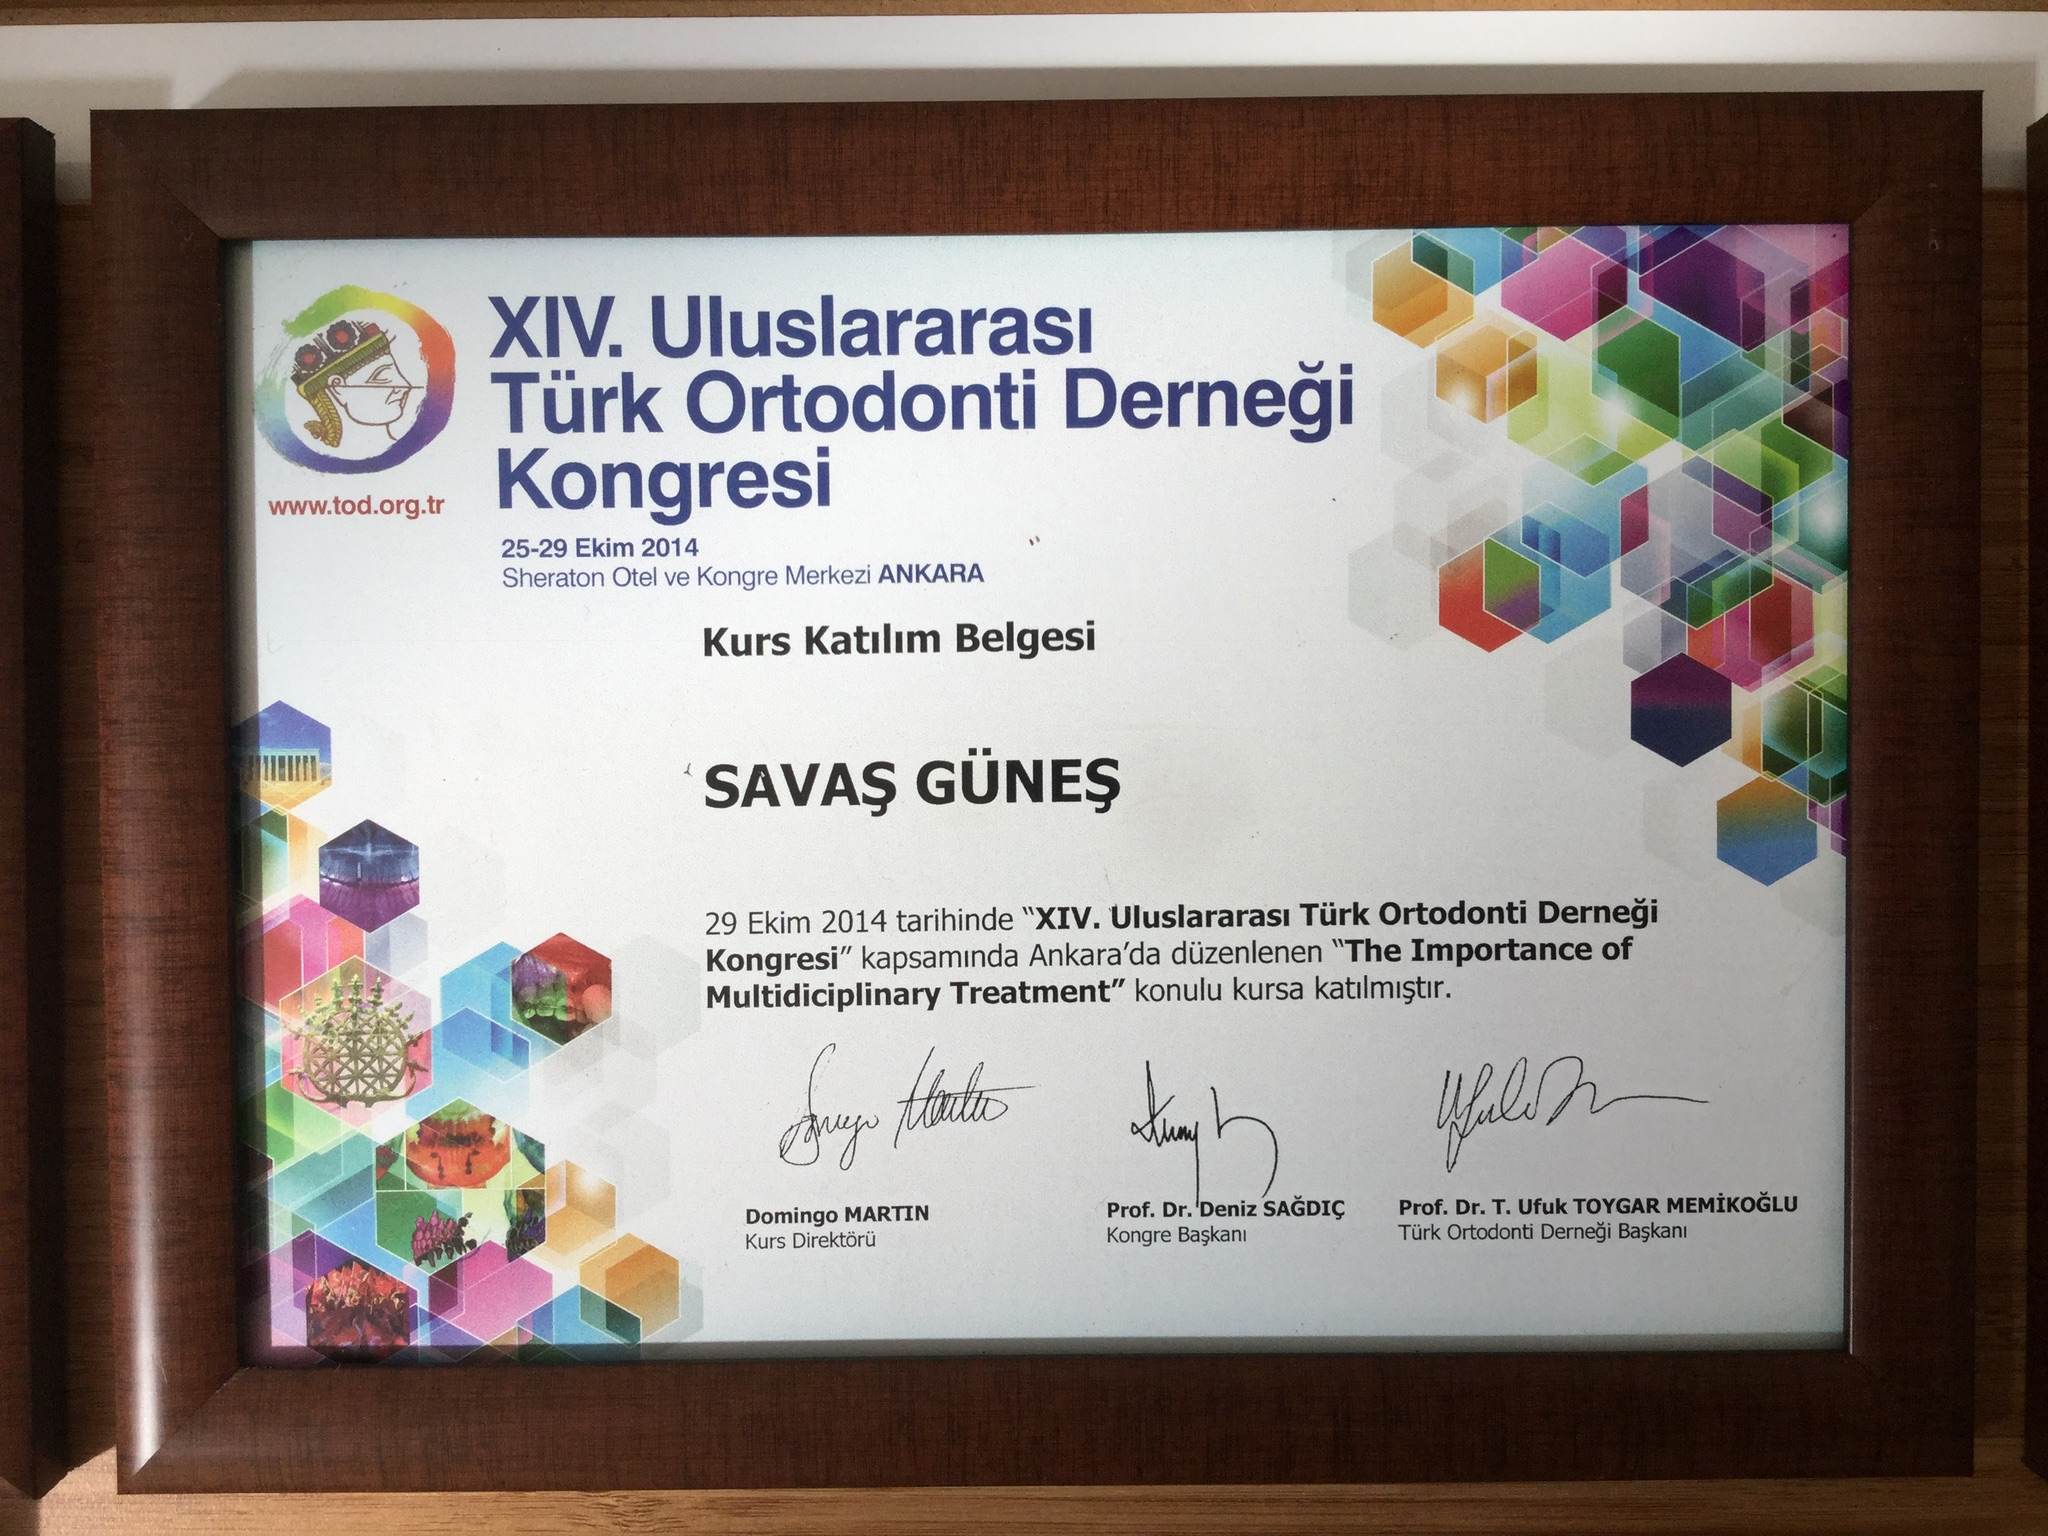 XIV. Uluslararası
Türk Ortodonti Derneği
Kongresi
www.tod.org.tr
25-29 Ekim 2014
Sheraton Otel ve Kongre Merkezi ANKARA
Kurs Katılım Belgesi
SAVAŞ GÜNEŞ
29 Ekim 2014 tarihinde “XIV. Uluslararası Türk Ortodonti Derneği
Kongresi” kapsamında Ankara’da düzenlenen “The Importance of
Multidiciplinary Treatment” konulu kursa katılmıştır.
Domingo MARTIN
Kurs Direktörü
Prof. Dr. Deniz SAĞDIÇ
Kongre Başkanı
Prof. Dr. T. Ufuk TOYGAR MEMİKOĞLU
Türk Ortodonti Derneği Başkanı